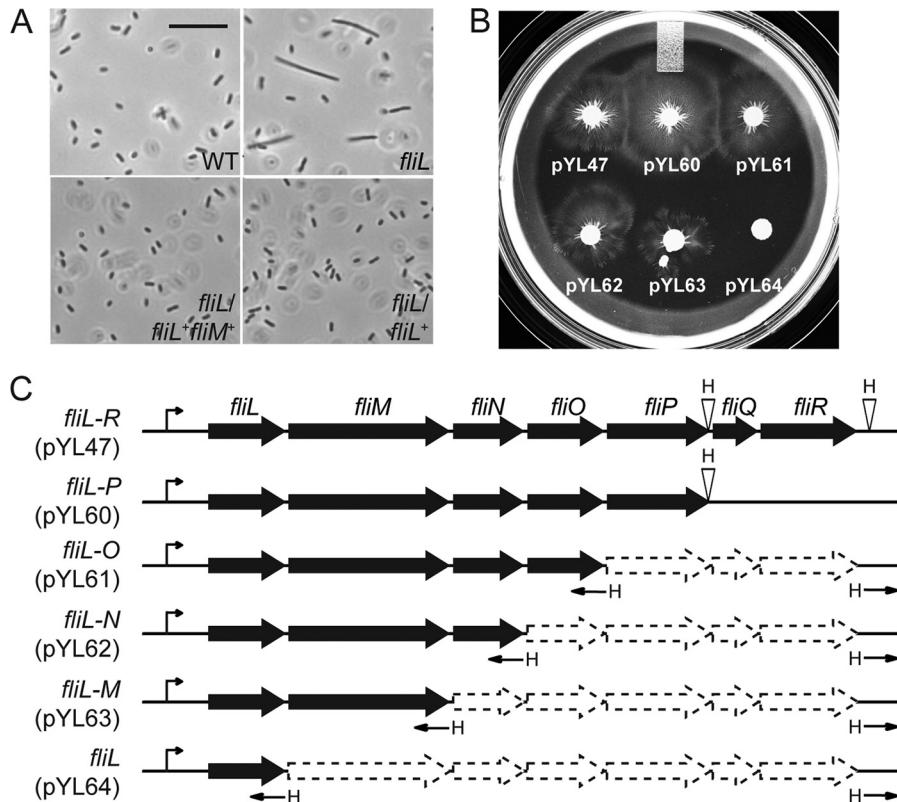 A
WT
fliL
fliL/
fliL+fliM+
fliL/
fliL+
B
pYL47 pYL60 pYL61
pYL62 pYL63 pYL64
C
H H
fliL fliM fliN fliO fliP fliQ fliR
fliL-R
(pYL47)
H
fliL-P
(pYL60)
fliL-O
(pYL61)
H H
fliL-N
(pYL62)
H H
fliL-M
(pYL63)
H H
fliL
(pYL64)
H H